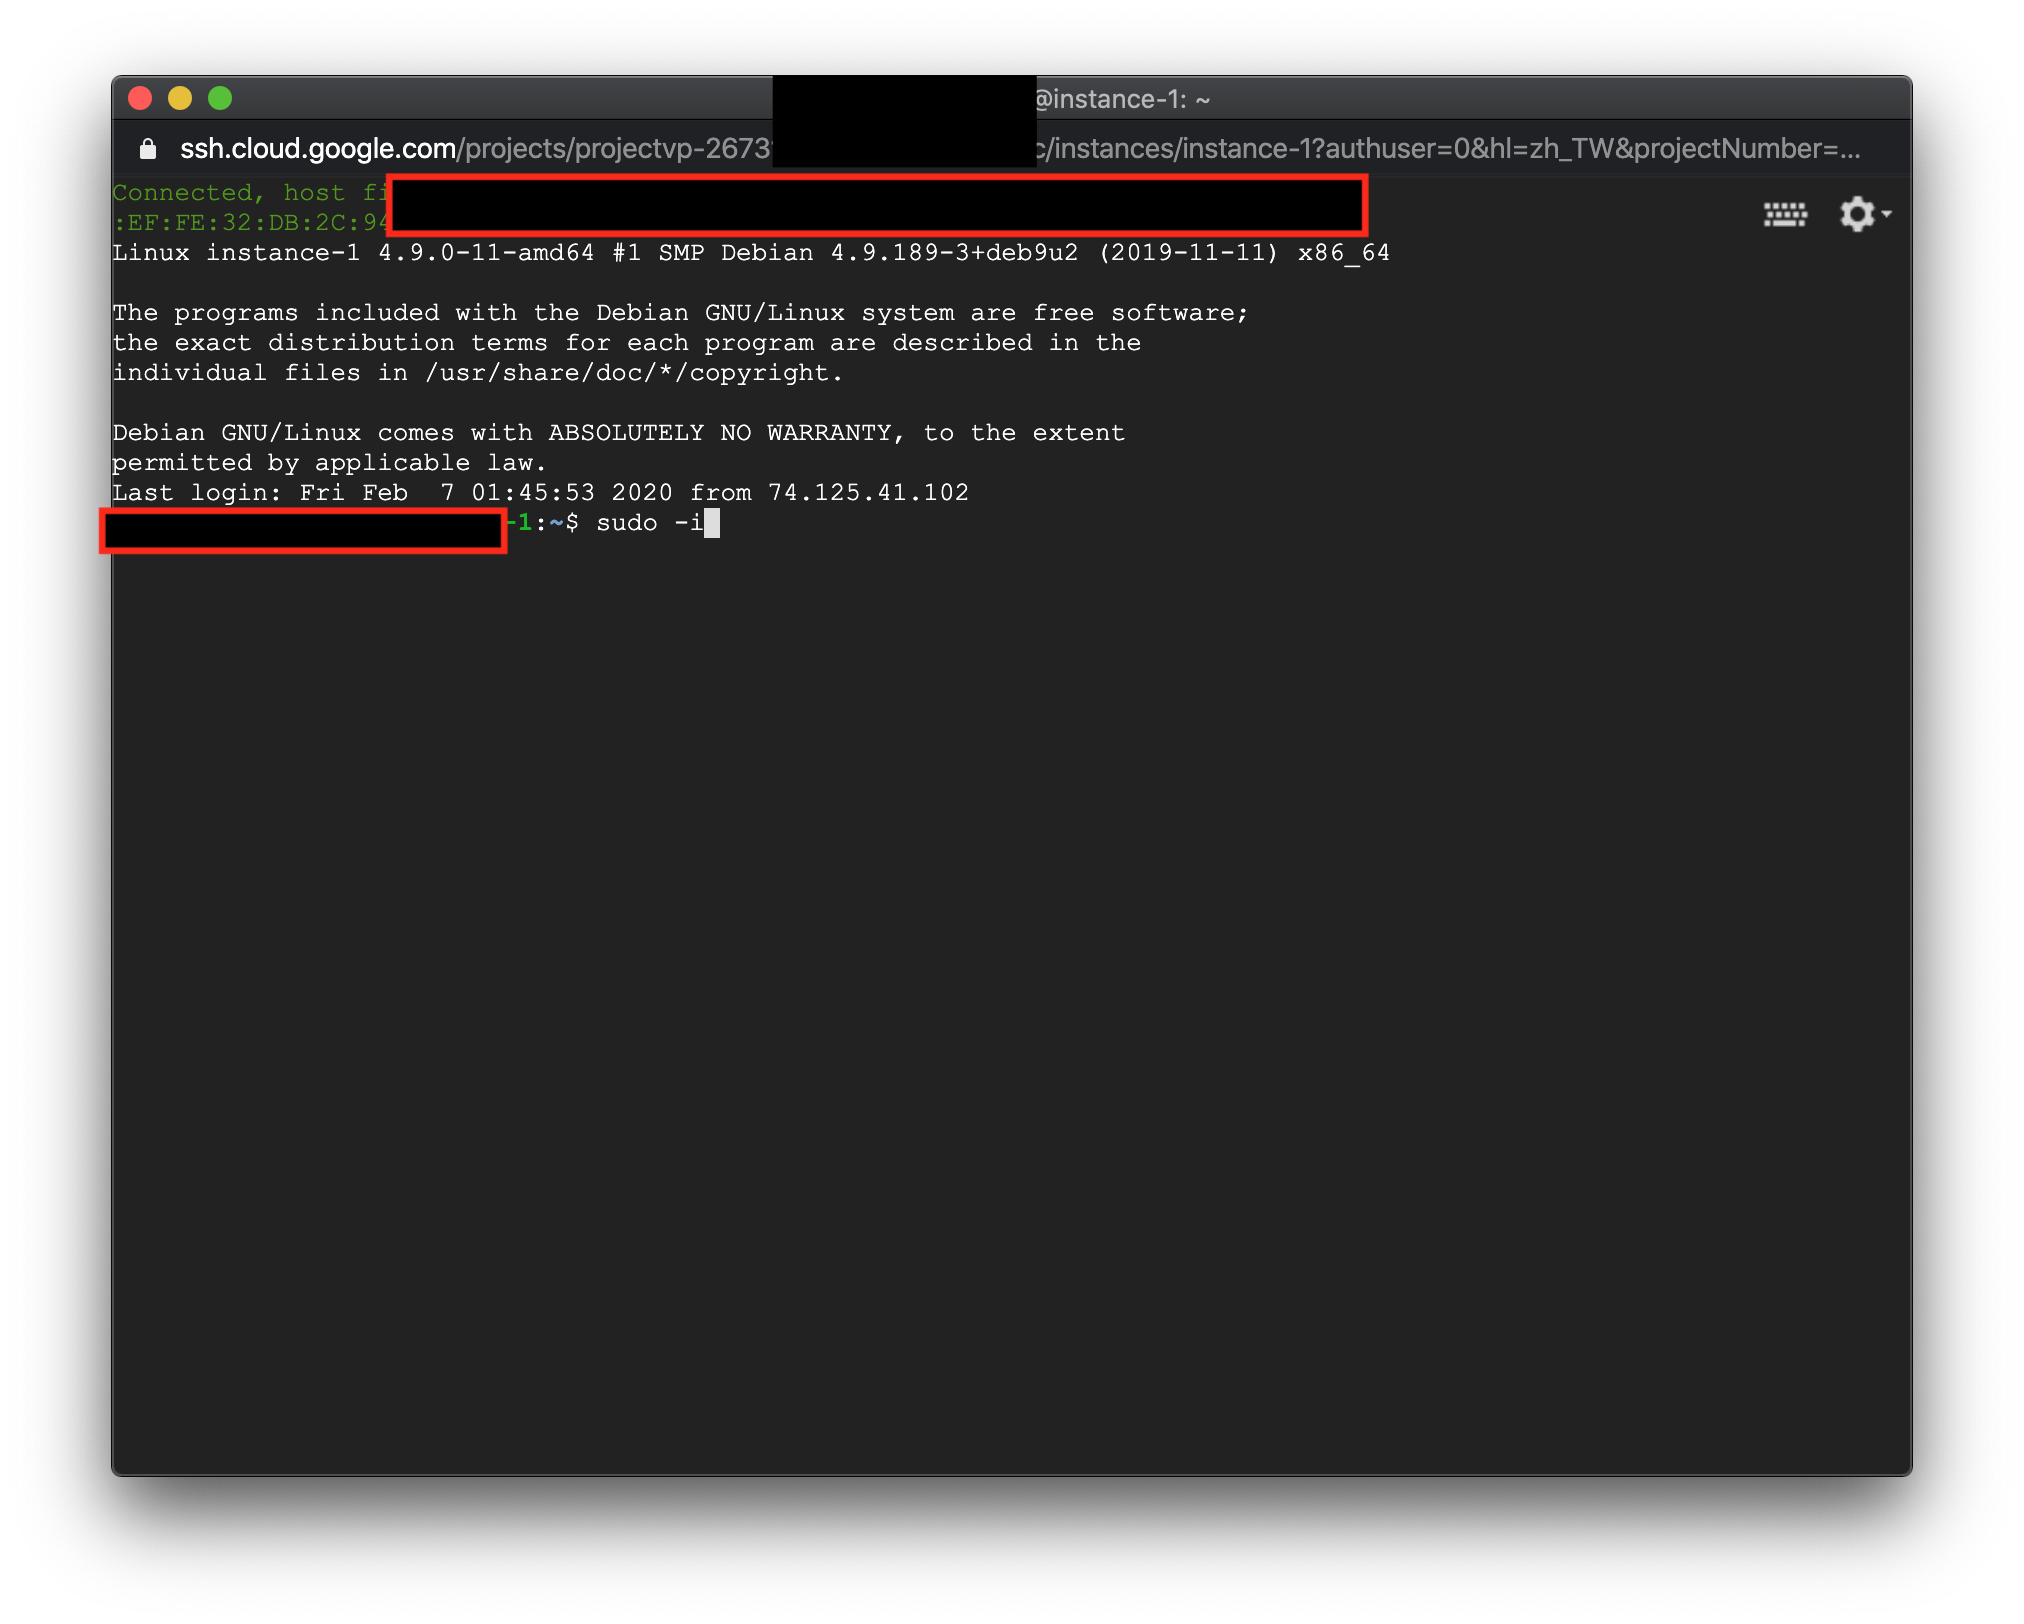 @instance-1: ~
ssh.cloud.google.com/projects/projectvp-2673 c/instances/instance-1?authuser=0&hl=zh_TW&projectNumber=...
Connected, host fi
:EF:FE:32:DB:2C:94
Linux instance-1 4.9.0-11-amd64 #1 SMP Debian 4.9.189-3+deb9u2 (2019-11-11) x86_64
The programs included with the Debian GNU/Linux system are free software;
the exact distribution terms for each program are described in the
individual files in /usr/share/doc/*/copyright.
Debian GNU/Linux comes with ABSOLUTELY NO WARRANTY, to the extent
permitted by applicable law.
Last login: Fri Feb  7 01:45:53 2020 from 74.125.41.102
-1:~$ sudo -i